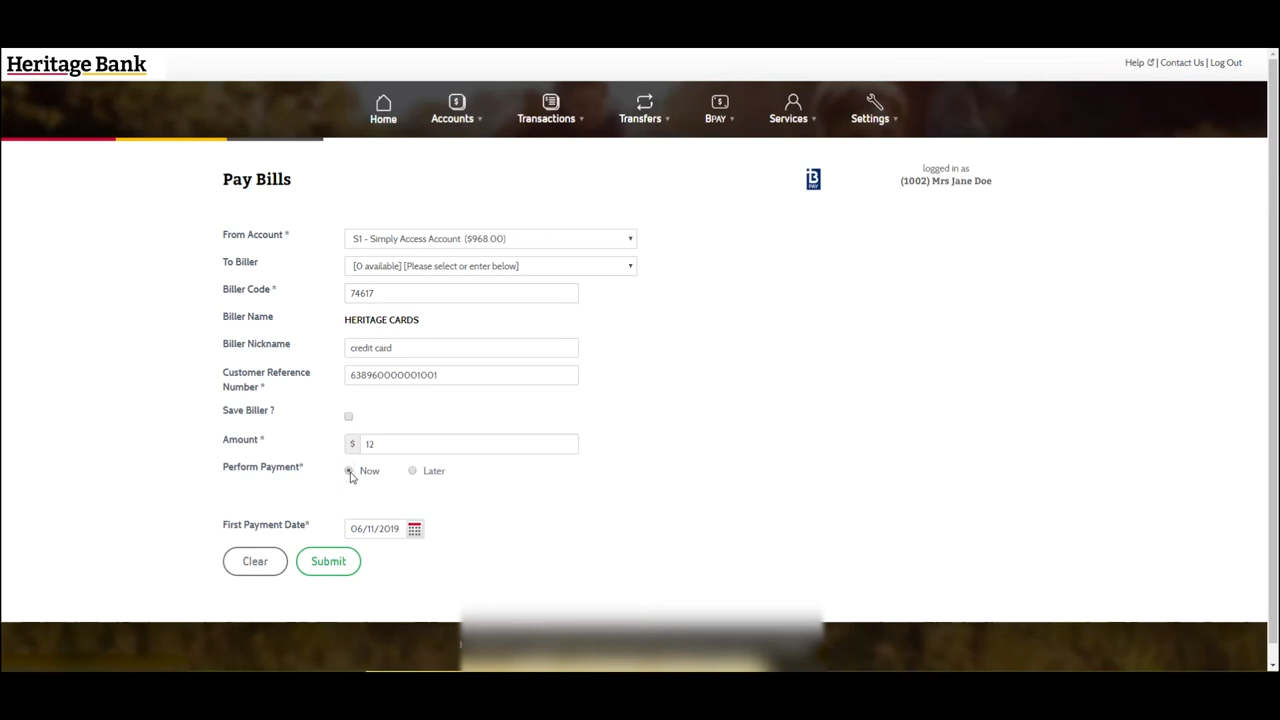 Heritage Bank
Help | Contact Us | Log Out
Home Accounts Transactions Transfers BPAY Services Settings
Pay Bills
B PAY
logged in as
(1002) Mrs Jane Doe
From Account * S1 - Simply Access Account ($968.00)
To Biller [0 available] [Please select or enter below]
Biller Code * 74617
Biller Name HERITAGE CARDS
Biller Nickname credit card
Customer Reference Number * 638960000001001
Save Biller ?
Amount * $ 12
Perform Payment* Now Later
First Payment Date* 06/11/2019
Clear Submit